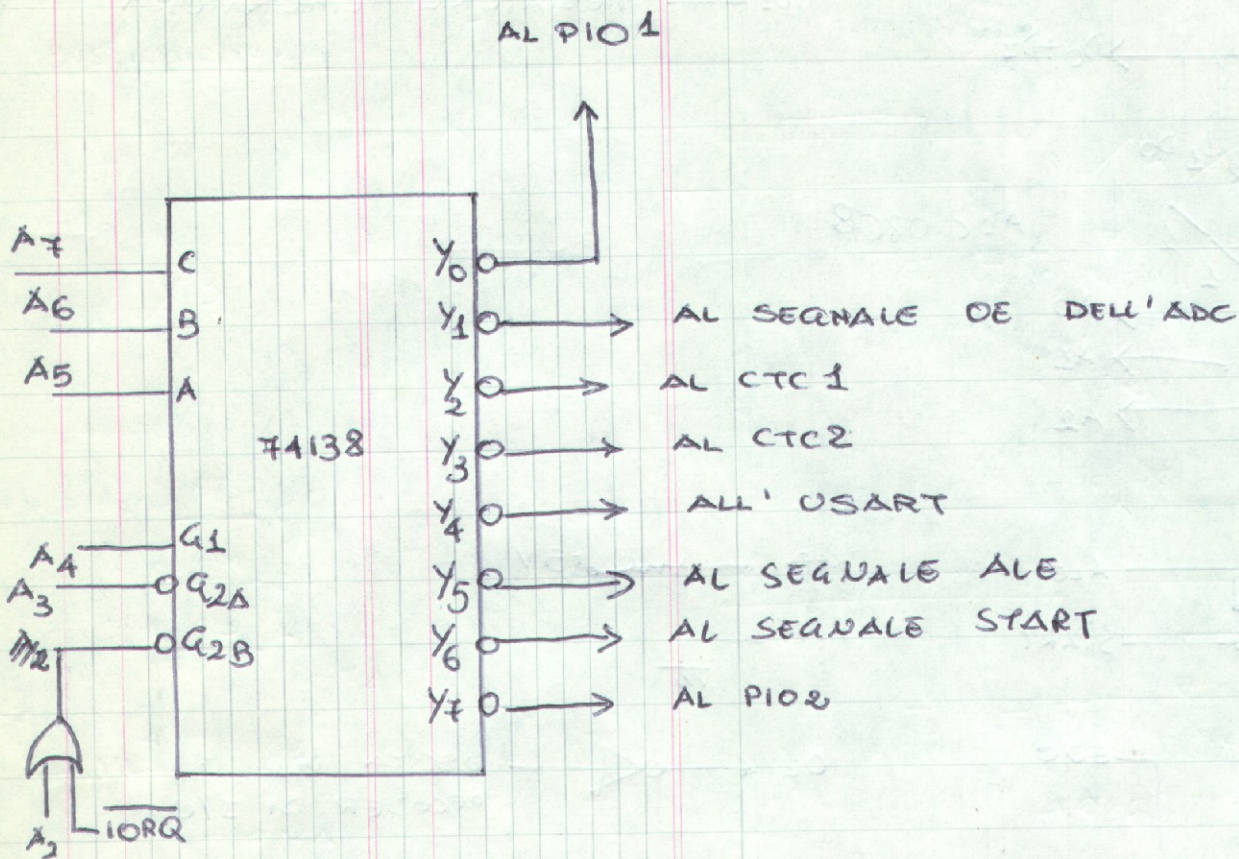 AL PIO 1
A7
C
Y0
A6
B
Y1
AL SEGNALE OE DELL'ADC
A5
A
Y2
AL CTC 1
74138
Y3
AL CTC2
Y4
ALL' USART
A4
G1
A3
G2A
Y5
AL SEGNALE ALE
G2B
Y6
AL SEGNALE START
Y7
AL PIO2
IORQ